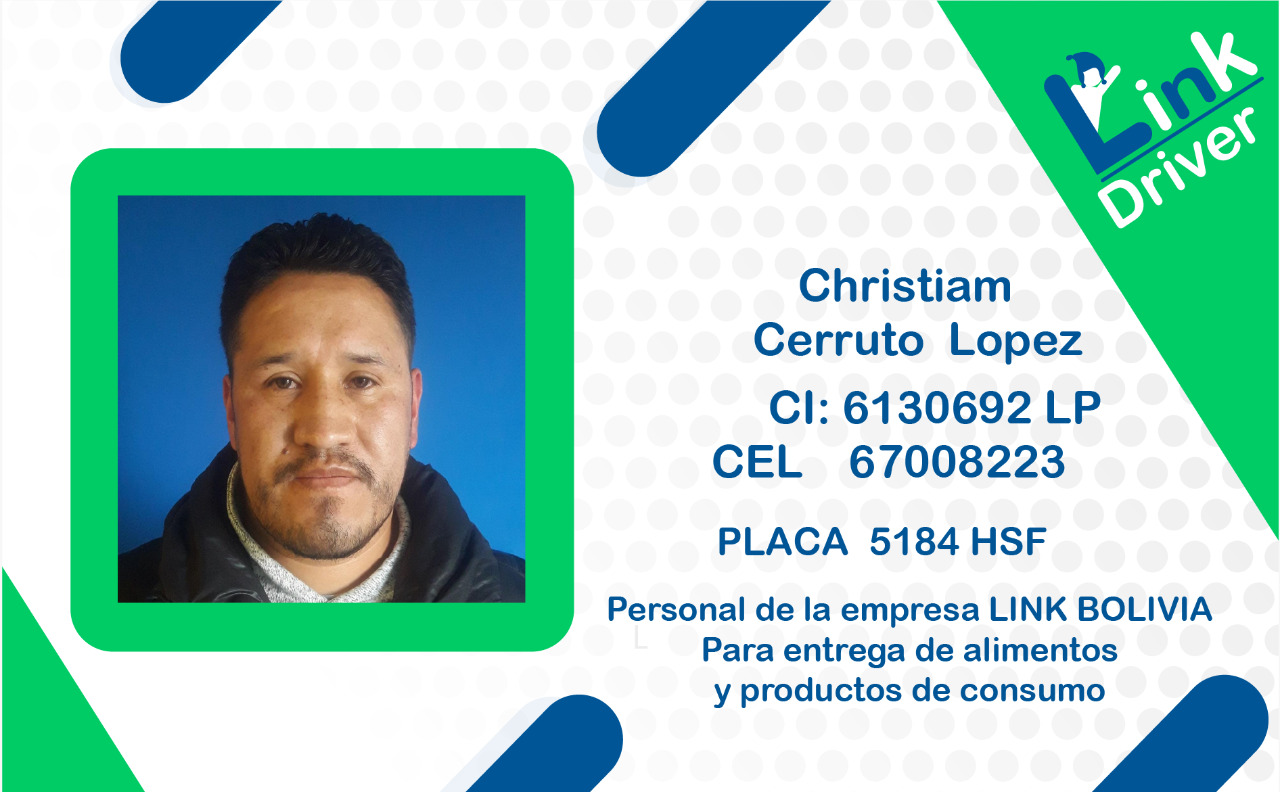 Link
Driver
Christiam
Cerruto Lopez
CI: 6130692 LP
CEL 67008223
PLACA 5184 HSF
Personal de la empresa LINK BOLIVIA
L
Para entrega de alimentos
y productos de consumo